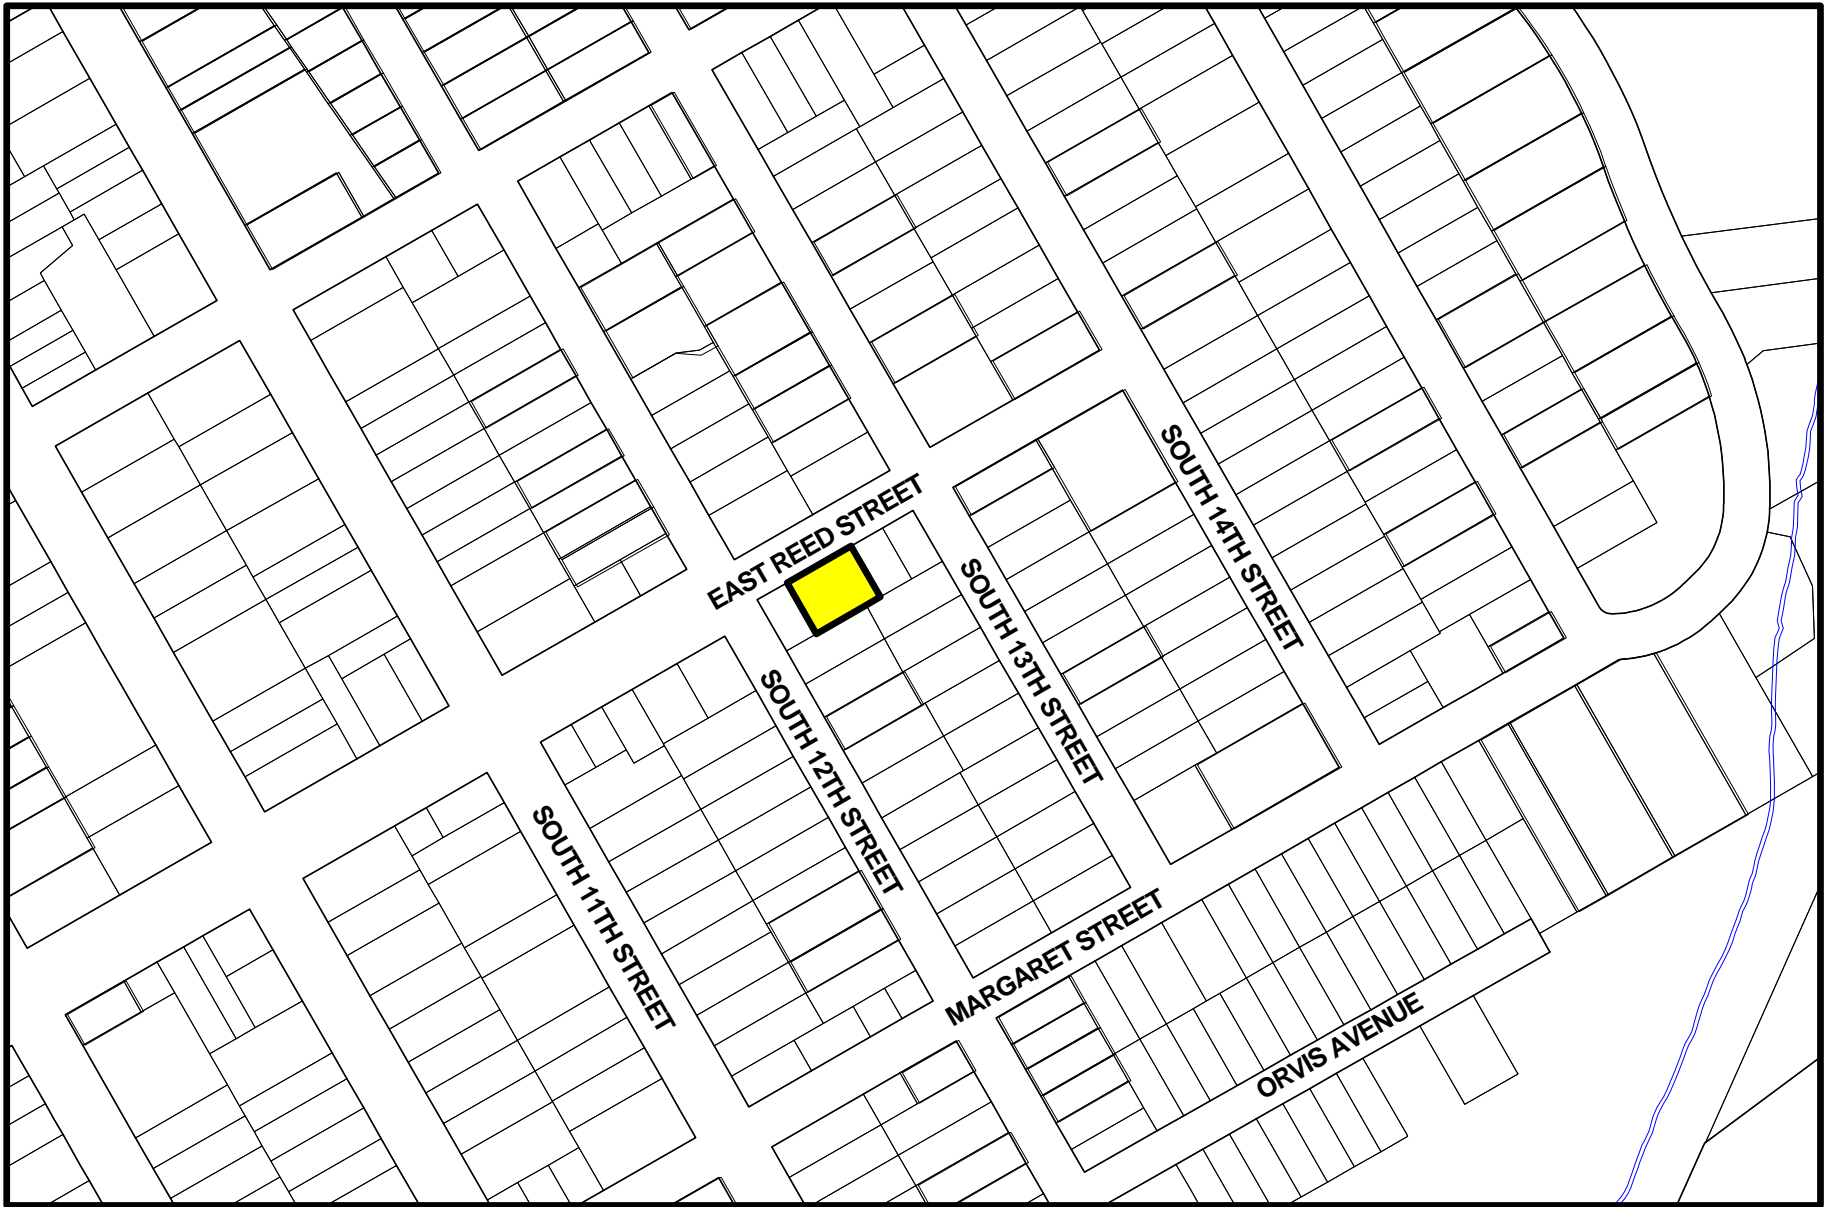 EAST REED STREET
SOUTH 14TH STREET
SOUTH 13TH STREET
SOUTH 12TH STREET
SOUTH 11TH STREET
MARGARET STREET
ORVIS AVENUE